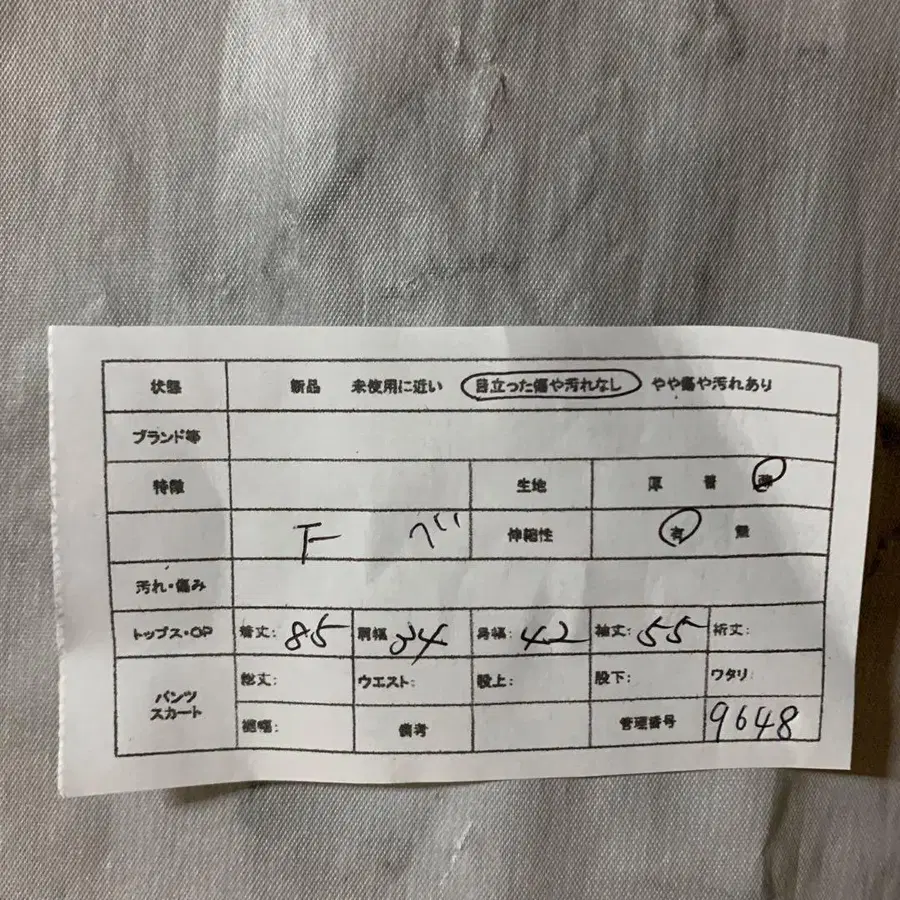 状態 新品 未使用に近い 目立った傷や汚れなし やや傷や汚れあり
ブランド等
特徴 生地 厚 普 薄
F べ 伸縮性 有 無
汚れ・傷み
トップス・OP 着丈: 85 肩幅 34 身幅: 42 袖丈: 55 裄丈:
パンツ 総丈: ウエスト: 股上: 股下: ワタリ:
スカート 裾幅: 備考 管理番号 9648